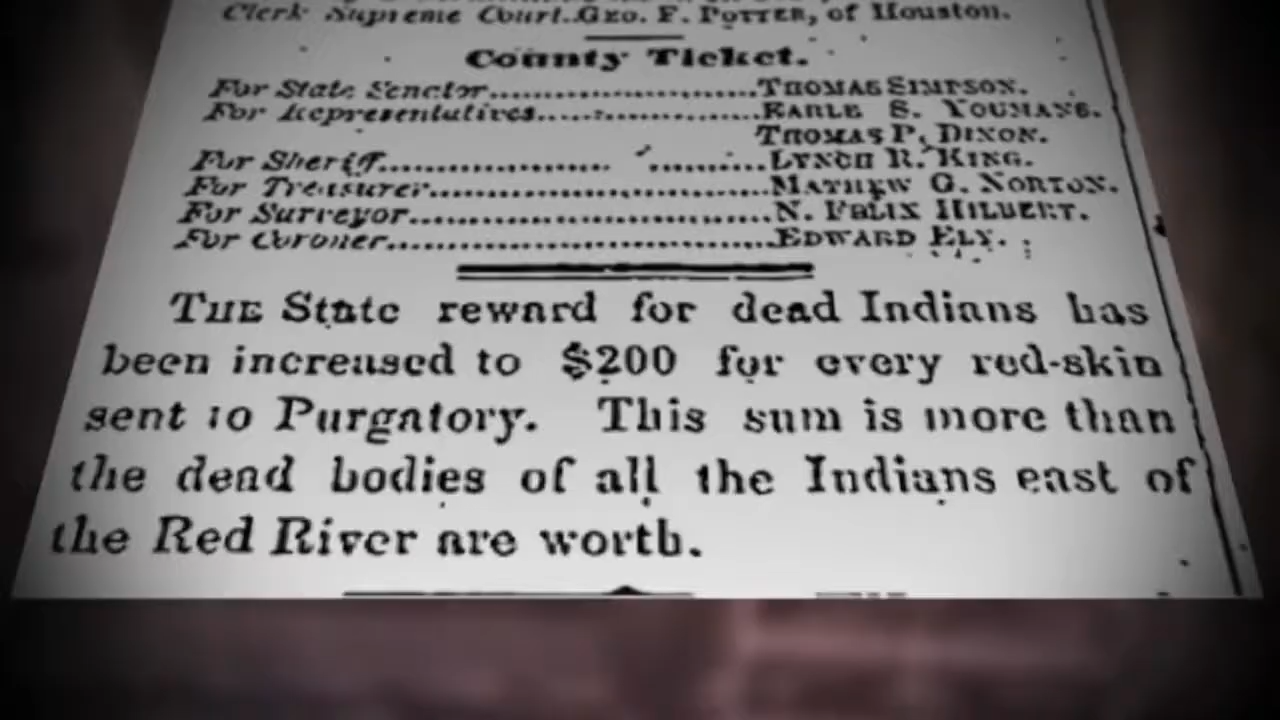 Clerk Supreme Court..GEO. F. POTTER, of Houston.
County Ticket.
For State Senator..............................THOMAS SIMPSON.
For Representatives.........................EARLE S. YOUMANS.
THOMAS P. DIXON.
For Sheriff..........................................LYNCH R. KING.
For Treasurer....................................MATHEW G. NORTON.
For Surveyor.....................................N. FELIX HILBERT.
For Coroner.......................................EDWARD ELY.
THE State reward for dead Indians has
been increased to $200 for every red-skin
sent to Purgatory. This sum is more than
the dead bodies of all the Indians east of
the Red River are worth.